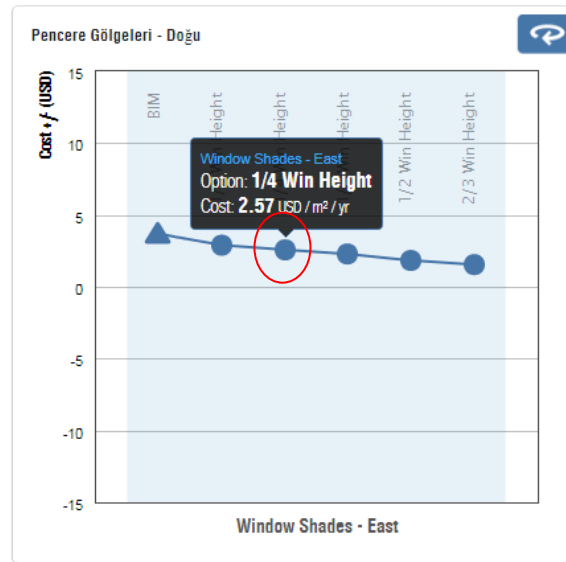 Pencere Gölgeleri - Doğu
Cost +ƒ (USD)
15
10
5
0
-5
-10
-15
BIM
Height
Height
Height
1/2 Win Height
2/3 Win Height
Window Shades - East
Option: 1/4 Win Height
Cost: 2.57 USD / m² / yr
Window Shades - East